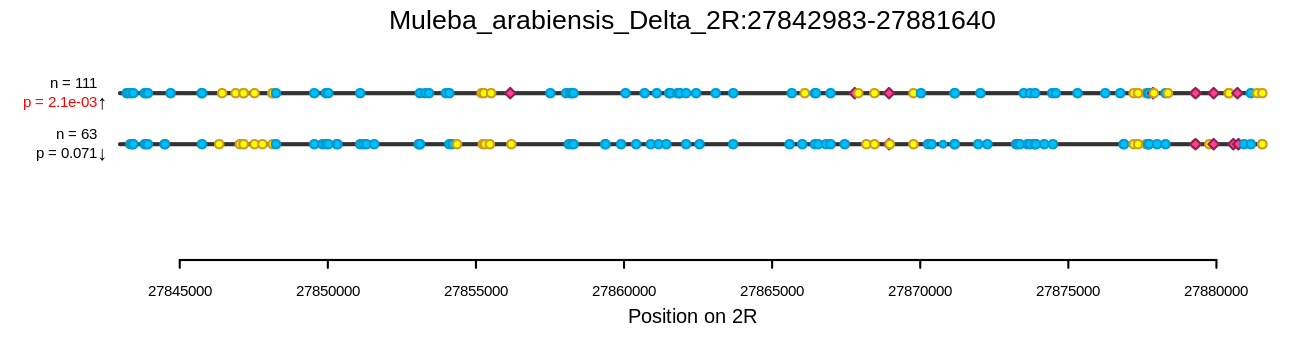 Muleba_arabiensis_Delta_2R:27842983-27881640
n = 111
p = 2.1e-03↑
n = 63
p = 0.071↓
27845000 27850000 27855000 27860000 27865000 27870000 27875000 27880000
Position on 2R